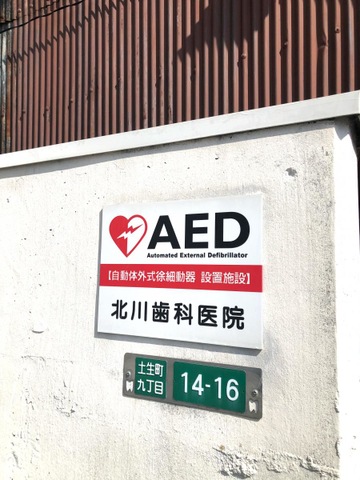 AED
Automated External Defibrillator
【自動体外式徐細動器 設置施設】
北川歯科医院
土生町
九丁目
14-16